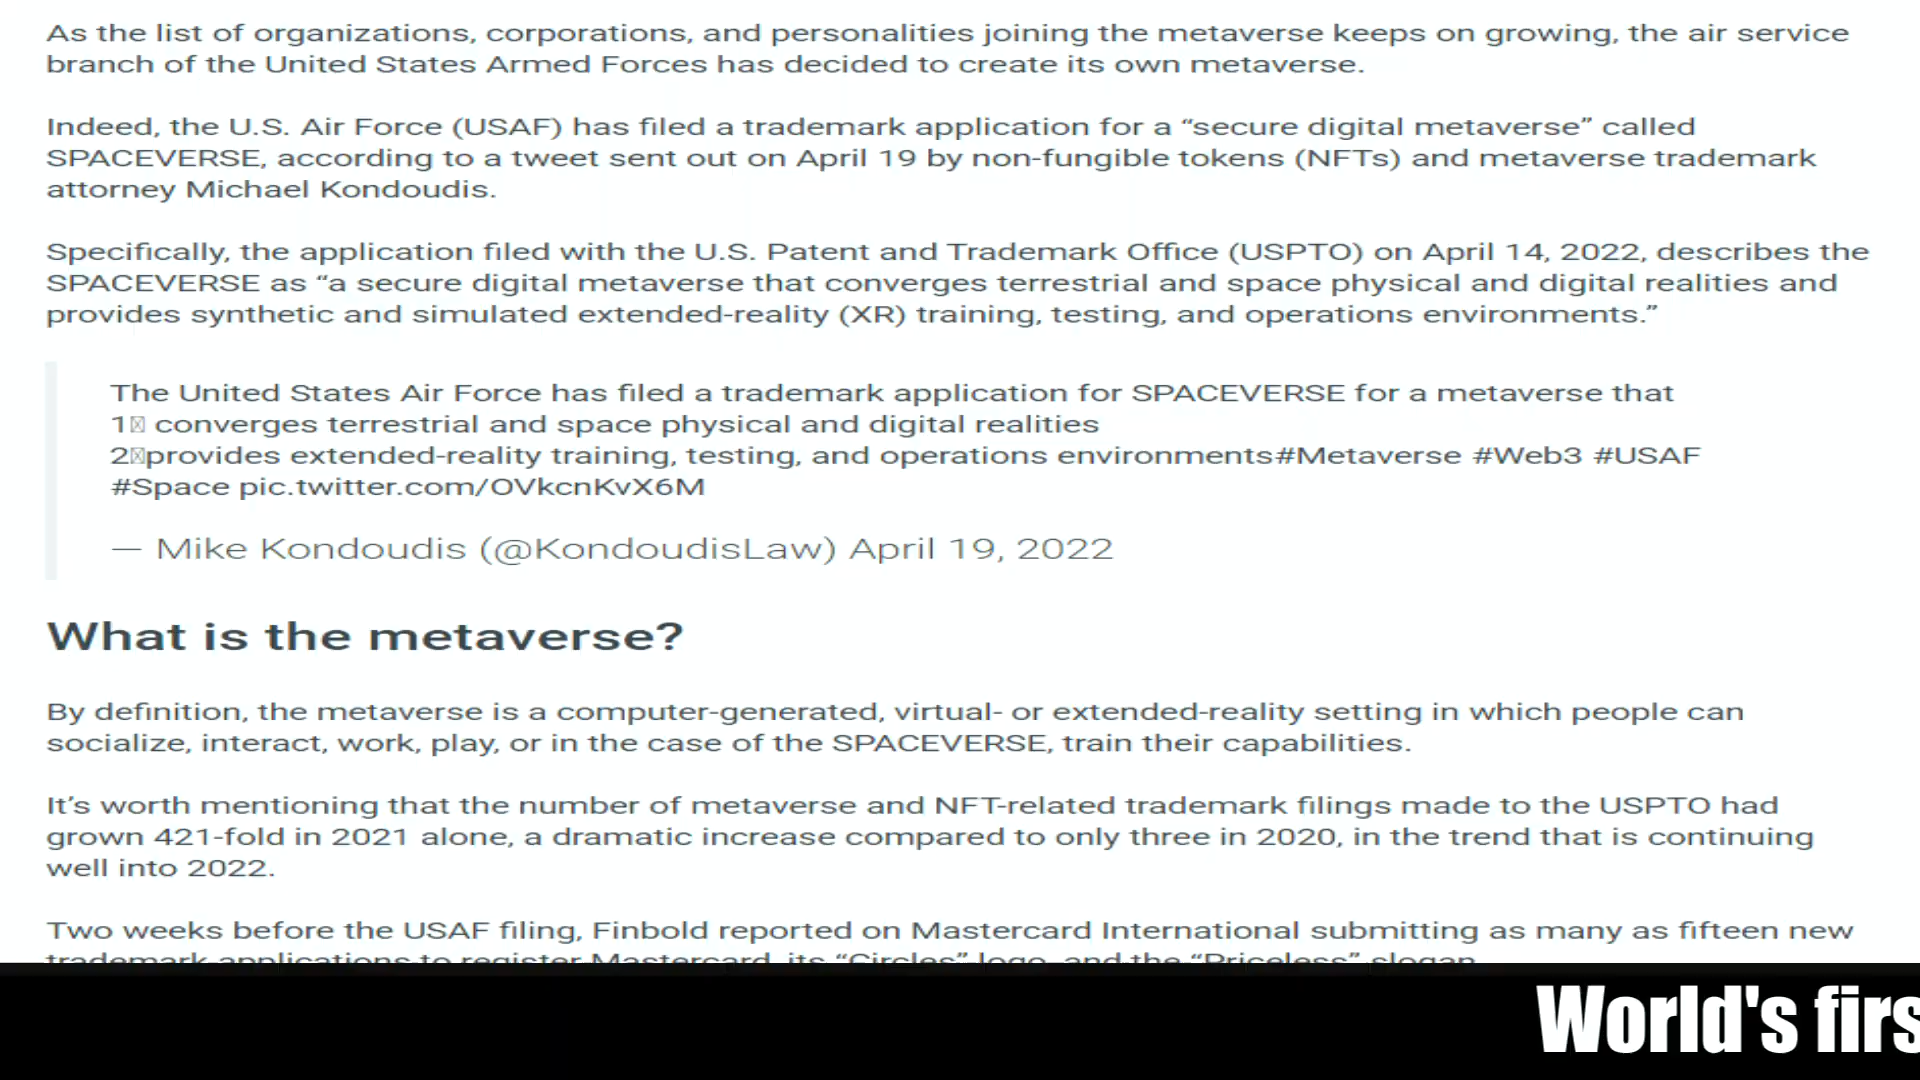 As the list of organizations, corporations, and personalities joining the metaverse keeps on growing, the air service
branch of the United States Armed Forces has decided to create its own metaverse.
Indeed, the U.S. Air Force (USAF) has filed a trademark application for a “secure digital metaverse” called
SPACEVERSE, according to a tweet sent out on April 19 by non-fungible tokens (NFTs) and metaverse trademark
attorney Michael Kondoudis.
Specifically, the application filed with the U.S. Patent and Trademark Office (USPTO) on April 14, 2022, describes the
SPACEVERSE as “a secure digital metaverse that converges terrestrial and space physical and digital realities and
provides synthetic and simulated extended-reality (XR) training, testing, and operations environments.”
The United States Air Force has filed a trademark application for SPACEVERSE for a metaverse that
1 converges terrestrial and space physical and digital realities
2 provides extended-reality training, testing, and operations environments#Metaverse #Web3 #USAF
#Space pic.twitter.com/OVkcnKvX6M
— Mike Kondoudis (@KondoudisLaw) April 19, 2022
What is the metaverse?
By definition, the metaverse is a computer-generated, virtual- or extended-reality setting in which people can
socialize, interact, work, play, or in the case of the SPACEVERSE, train their capabilities.
It’s worth mentioning that the number of metaverse and NFT-related trademark filings made to the USPTO had
grown 421-fold in 2021 alone, a dramatic increase compared to only three in 2020, in the trend that is continuing
well into 2022.
Two weeks before the USAF filing, Finbold reported on Mastercard International submitting as many as fifteen new
trademark applications to register Mastercard, its “Circles” logo, and the “Priceless” slogan
World's firs